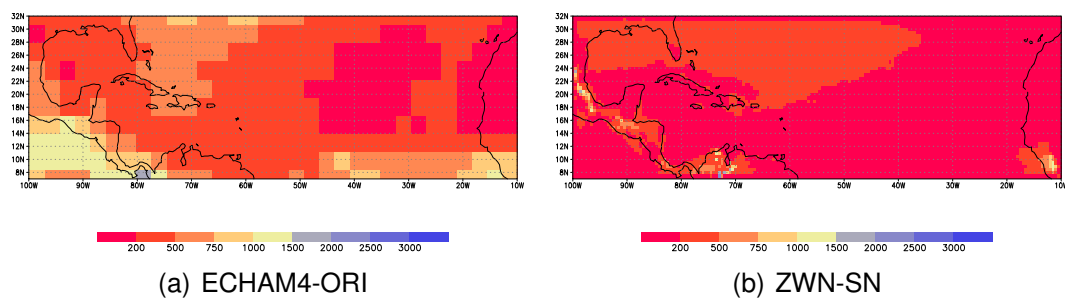 32N
30N
28N
26N
24N
22N
20N
18N
16N
14N
12N
10N
8N
100W 90W 80W 70W 60W 50W 40W 30W 20W 10W
200 500 750 1000 1500 2000 2500 3000
(a) ECHAM4-ORI
32N
30N
28N
26N
24N
22N
20N
18N
16N
14N
12N
10N
8N
100W 90W 80W 70W 60W 50W 40W 30W 20W 10W
200 500 750 1000 1500 2000 2500 3000
(b) ZWN-SN